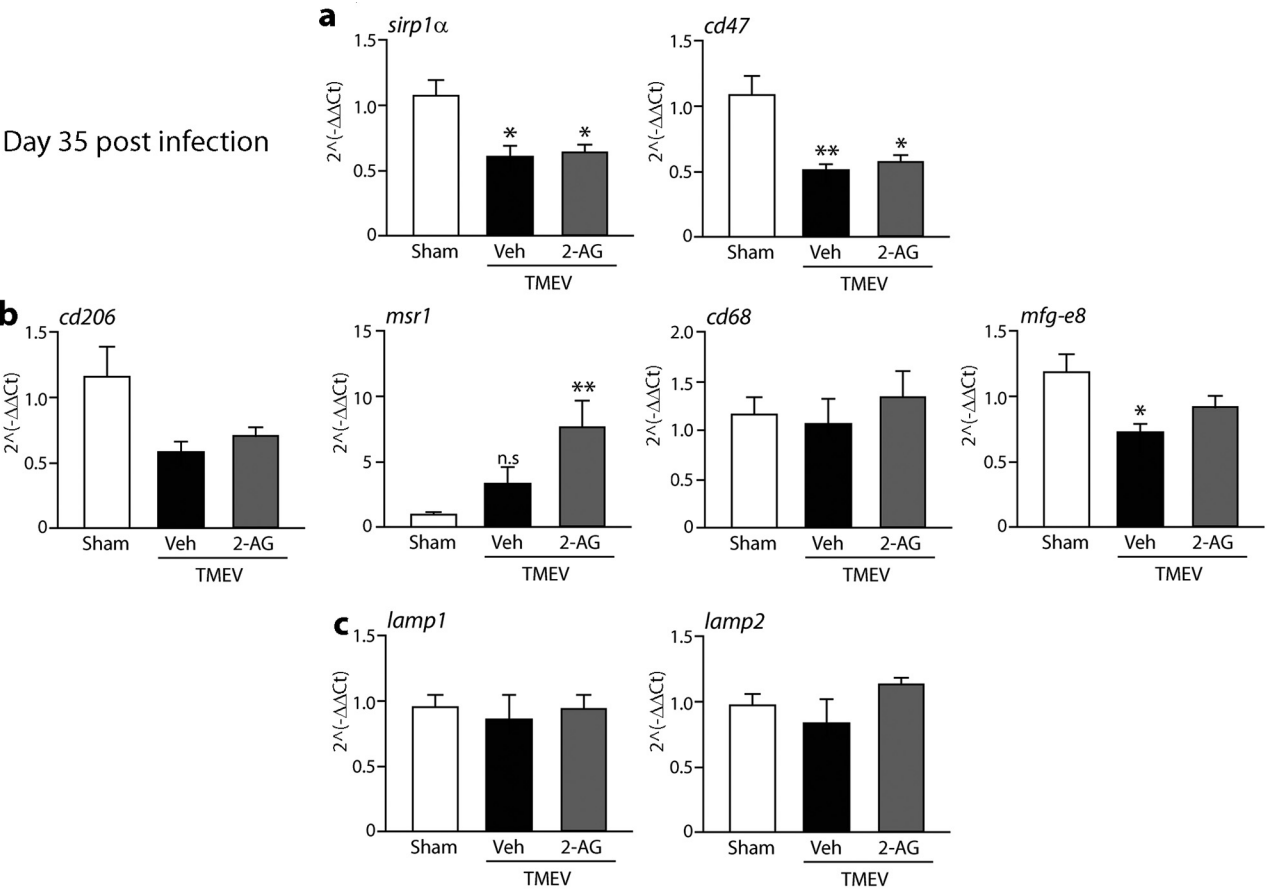 a
sirp1α
cd47
Day 35 post infection
2^(-ΔΔCt)
1.5
1.0
0.5
0
*
*
Sham
Veh
2-AG
TMEV
2^(-ΔΔCt)
1.5
1.0
0.5
0
**
*
Sham
Veh
2-AG
TMEV
b
cd206
2^(-ΔΔCt)
1.5
1.0
0.5
0
Sham
Veh
2-AG
TMEV
msr1
2^(-ΔΔCt)
15
10
5
0
n.s
**
Sham
Veh
2-AG
TMEV
cd68
2^(-ΔΔCt)
2.0
1.5
1.0
0.5
0
Sham
Veh
2-AG
TMEV
mfg-e8
2^(-ΔΔCt)
1.5
1.0
0.5
0
*
Sham
Veh
2-AG
TMEV
c
lamp1
2^(-ΔΔCt)
1.5
1.0
0.5
0
Sham
Veh
2-AG
TMEV
lamp2
2^(-ΔΔCt)
1.5
1.0
0.5
0
Sham
Veh
2-AG
TMEV